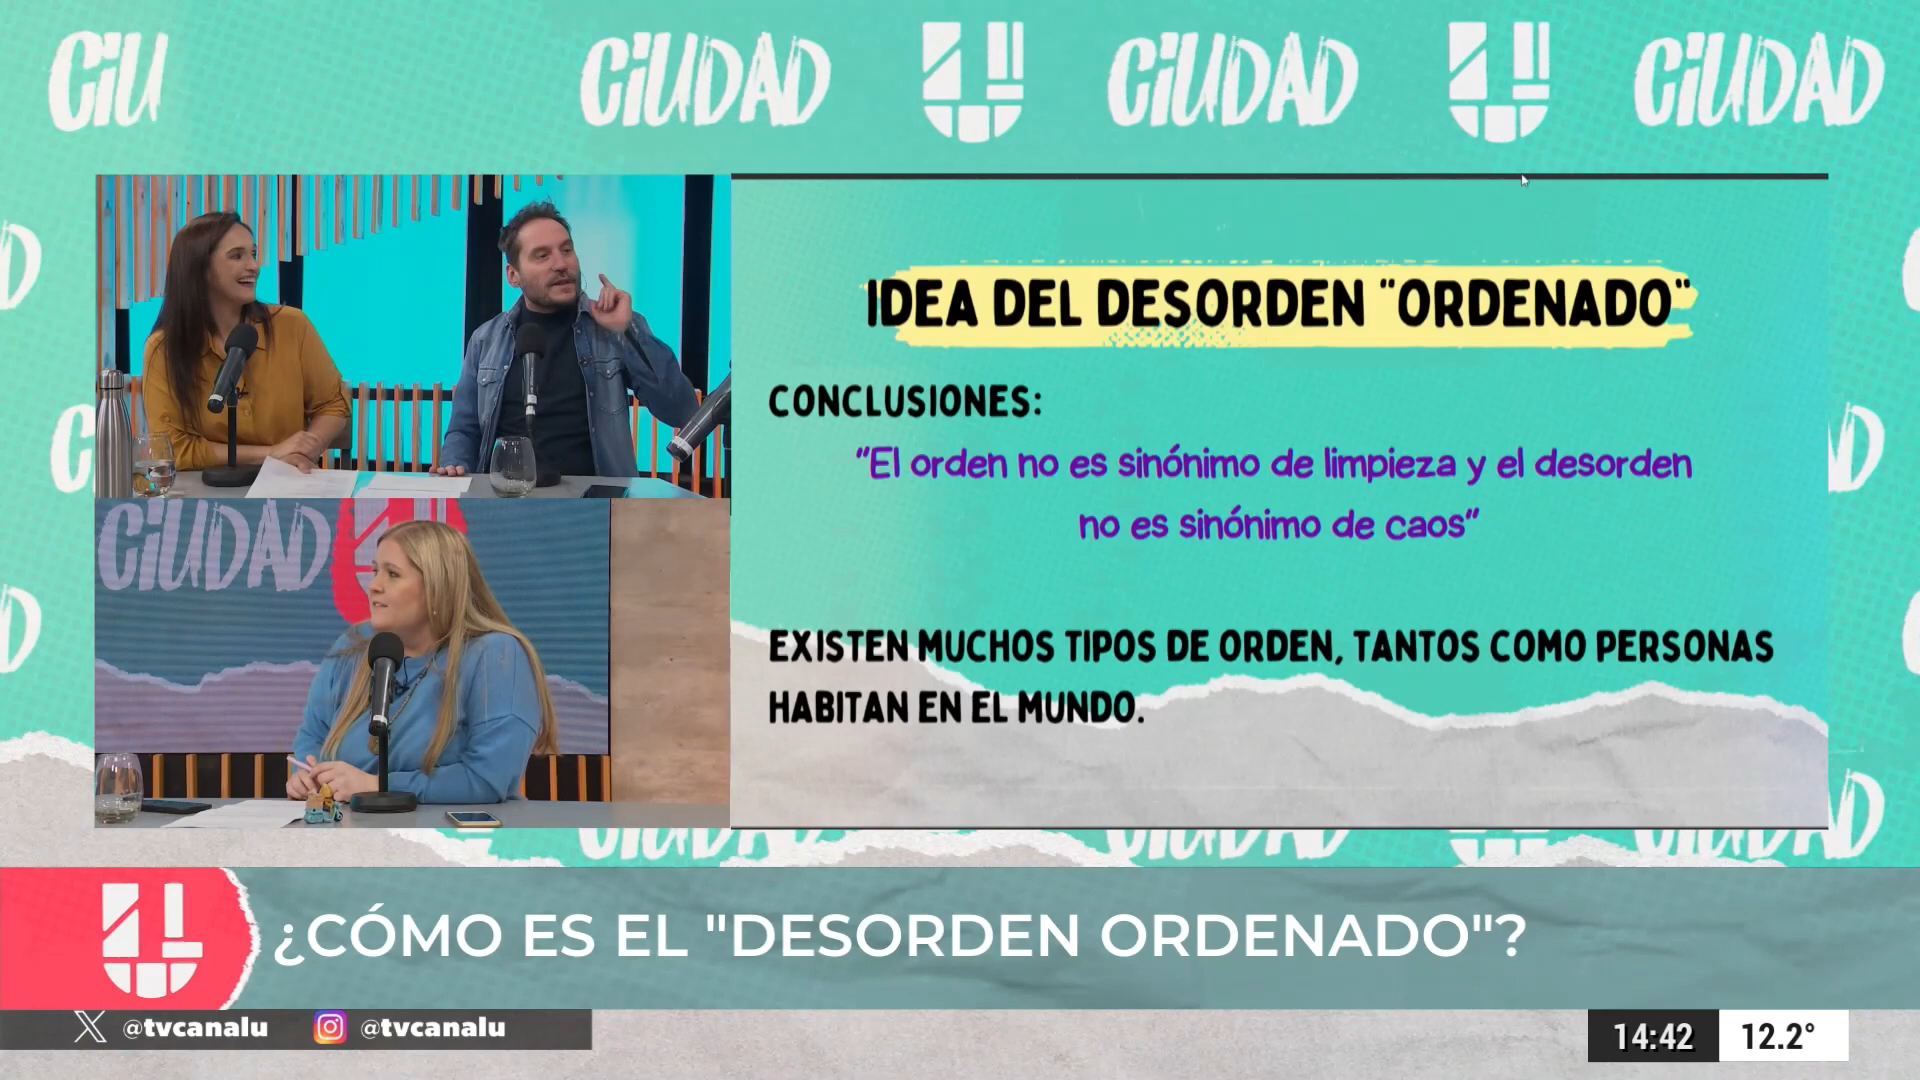 CiU CiUDAD U CiUDAD U CiUDAD
IDEA DEL DESORDEN "ORDENADO"
CONCLUSIONES:
"El orden no es sinónimo de limpieza y el desorden
no es sinónimo de caos"
EXISTEN MUCHOS TIPOS DE ORDEN, TANTOS COMO PERSONAS
HABITAN EN EL MUNDO.
CiUDAD
¿CÓMO ES EL "DESORDEN ORDENADO"?
@tvcanalu @tvcanalu
14:42 12.2°